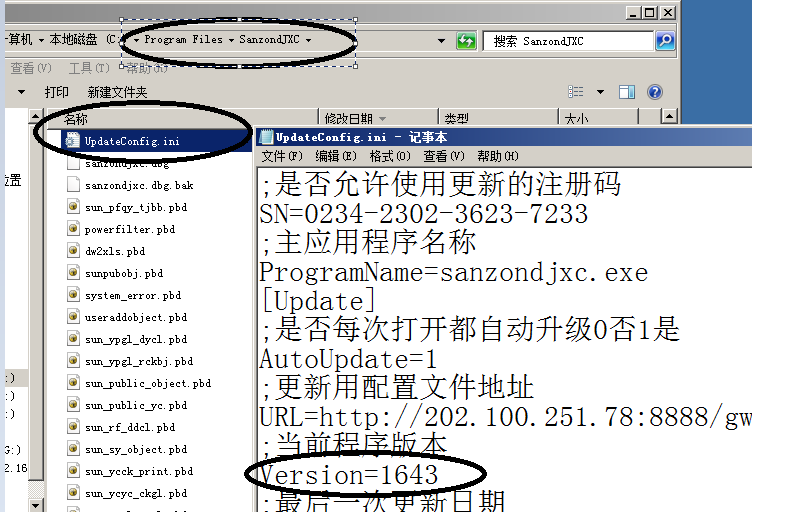 计算机 本地磁盘 (C Program Files SanzondJXC
搜索 SanzondJXC
查看(V) 工具(T) 帮助(H)
打印 新建文件夹
名称 修改日期 类型 大小
UpdateConfig.ini
sanzondjxc.dbg
sanzondjxc.dbg.bak
sun_pfqy_tjbb.pbd
powerfilter.pbd
dw2xls.pbd
sunpubobj.pbd
system_error.pbd
useraddobject.pbd
sun_ypgl_dycl.pbd
sun_ypgl_rckbj.pbd
sun_public_object.pbd
sun_public_yc.pbd
sun_rf_ddcl.pbd
sun_sy_object.pbd
sun_ycck_print.pbd
sun_ycyc_ckgl.pbd
位置
:)
:)
:)
G:)
2.16
UpdateConfig.ini - 记事本
文件(F) 编辑(E) 格式(O) 查看(V) 帮助(H)
;是否允许使用更新的注册码
SN=0234-2302-3623-7233
;主应用程序名称
ProgramName=sanzondjxc.exe
[Update]
;是否每次打开都自动升级0否1是
AutoUpdate=1
;更新用配置文件地址
URL=http://202.100.251.78:8888/gw
;当前程序版本
Version=1643
;最后一次更新日期